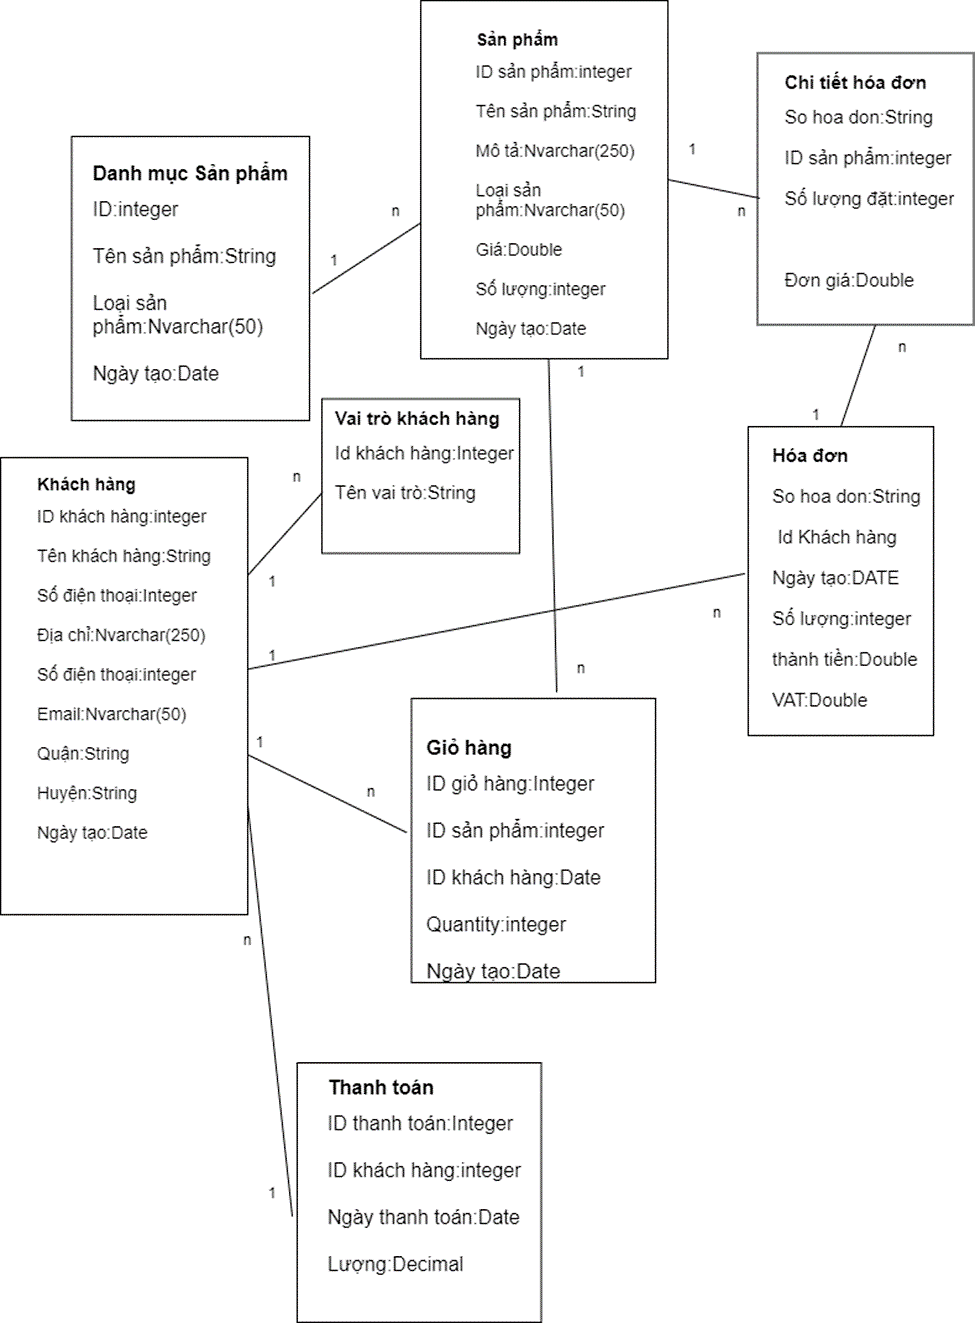 Sản phẩm
ID sản phẩm:integer
Tên sản phẩm:String
Mô tả:Nvarchar(250)
Loại sản
phẩm:Nvarchar(50)
Giá:Double
Số lượng:integer
Ngày tạo:Date
Chi tiết hóa đơn
So hoa don:String
ID sản phẩm:integer
Số lượng đặt:integer
Đơn giá:Double
1
n
Danh mục Sản phẩm
ID:integer
Tên sản phẩm:String
Loại sản
phẩm:Nvarchar(50)
Ngày tạo:Date
n
1
n
1
1
n
Vai trò khách hàng
Id khách hàng:Integer
Tên vai trò:String
n
1
Hóa đơn
So hoa don:String
Id Khách hàng
Ngày tạo:DATE
Số lượng:integer
thành tiền:Double
VAT:Double
Khách hàng
ID khách hàng:integer
Tên khách hàng:String
Số điện thoại:Integer
Địa chỉ:Nvarchar(250)
Số điện thoại:integer
Email:Nvarchar(50)
Quận:String
Huyện:String
Ngày tạo:Date
1
n
1
n
Giỏ hàng
ID giỏ hàng:Integer
ID sản phẩm:integer
ID khách hàng:Date
Quantity:integer
Ngày tạo:Date
n
1
Thanh toán
ID thanh toán:Integer
ID khách hàng:integer
Ngày thanh toán:Date
Lượng:Decimal